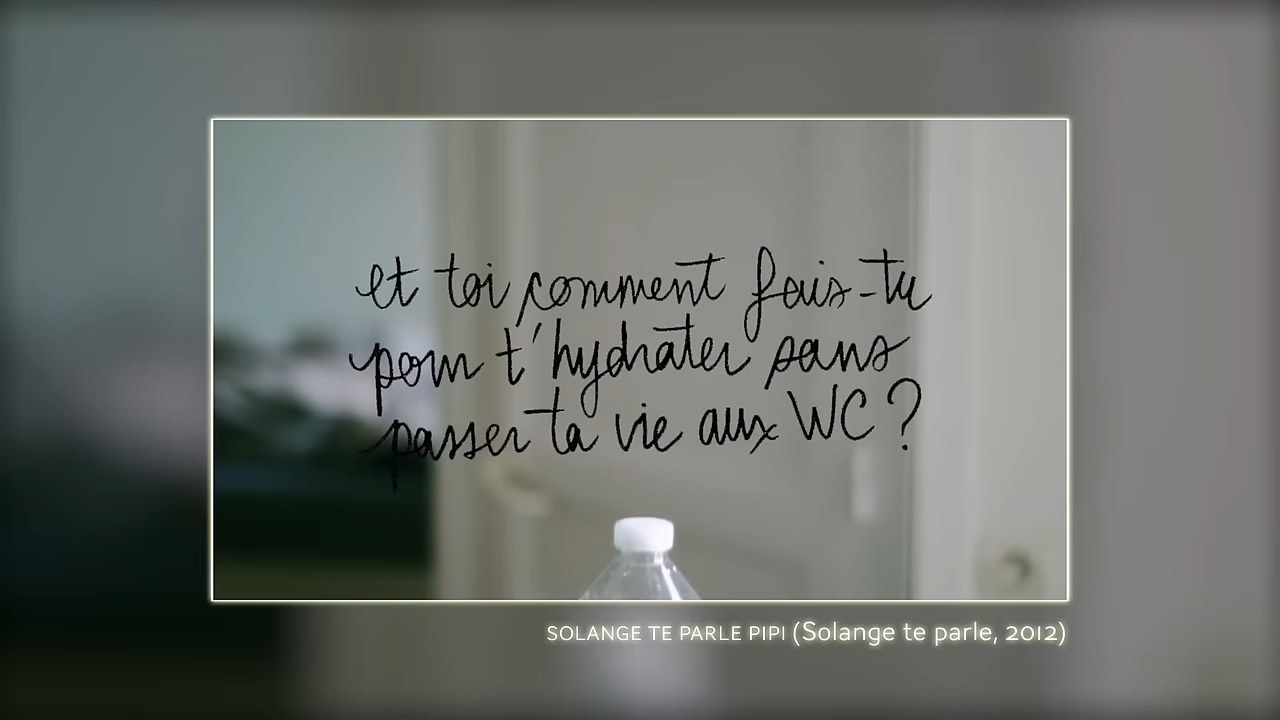 et toi comment fais-tu
pour t'hydrater sans
passer ta vie aux WC ?
SOLANGE TE PARLE PIPI (Solange te parle, 2012)